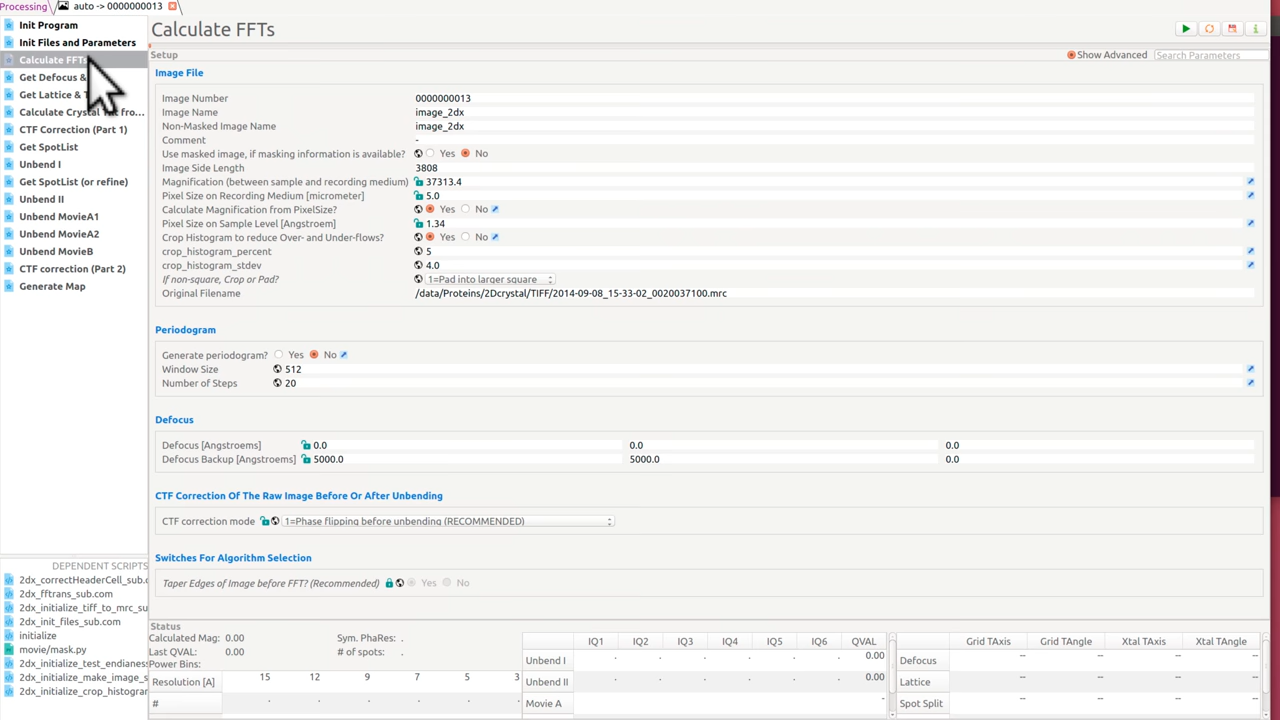 Processing auto -> 0000000013
Init Program
Init Files and Parameters
Calculate FFTs
Get Defocus &
Get Lattice &
Calculate Crystal fro...
CTF Correction (Part 1)
Get SpotList
Unbend I
Get SpotList (or refine)
Unbend II
Unbend MovieA1
Unbend MovieA2
Unbend MovieB
CTF correction (Part 2)
Generate Map
DEPENDENT SCRIPTS
2dx_correctHeaderCell_sub.c
2dx_fftrans_sub.com
2dx_initialize_tiff_to_mrc_su
2dx_init_files_sub.com
initialize
movie/mask.py
2dx_initialize_test_endianes
2dx_initialize_make_image_s
2dx_initialize_crop_histogra
Calculate FFTs
Setup Show Advanced Search Parameters
Image File
Image Number 0000000013
Image Name image_2dx
Non-Masked Image Name image_2dx
Comment -
Use masked image, if masking information is available? Yes No
Image Side Length 3808
Magnification (between sample and recording medium) 37313.4
Pixel Size on Recording Medium [micrometer] 5.0
Calculate Magnification from PixelSize? Yes No
Pixel Size on Sample Level [Angstroem] 1.34
Crop Histogram to reduce Over- and Under-flows? Yes No
crop_histogram_percent 5
crop_histogram_stdev 4.0
If non-square, Crop or Pad? 1=Pad into larger square
Original Filename /data/Proteins/2Dcrystal/TIFF/2014-09-08_15-33-02_0020037100.mrc
Periodogram
Generate periodogram? Yes No
Window Size 512
Number of Steps 20
Defocus
Defocus [Angstroems] 0.0 0.0 0.0
Defocus Backup [Angstroems] 5000.0 5000.0 0.0
CTF Correction Of The Raw Image Before Or After Unbending
CTF correction mode 1=Phase flipping before unbending (RECOMMENDED)
Switches For Algorithm Selection
Taper Edges of Image before FFT? (Recommended) Yes No
Status
Calculated Mag: 0.00 Sym. PhaRes: .
Last QVAL: 0.00 # of spots: .
Power Bins:
Resolution [A] 15 12 9 7 5 3
# . . . . . .
IQ1 IQ2 IQ3 IQ4 IQ5 IQ6 QVAL
Unbend I . . . . . . 0.00
Unbend II . . . . . . 0.00
Movie A -
Grid TAxis Grid TAngle Xtal TAxis Xtal TAngle
Defocus -- -- -- --
Lattice -- -- -- --
Spot Split -- -- -- --